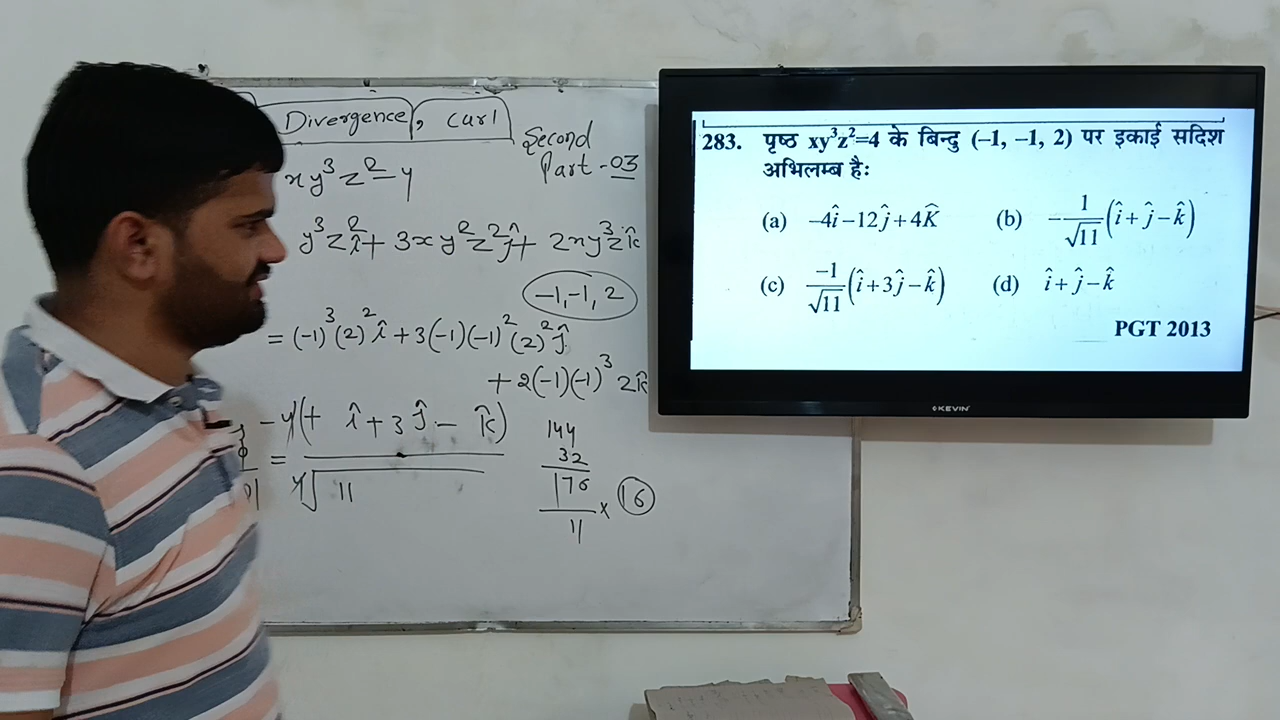 Divergence, curl
Second
Part - 03
xy³z² - 4
y³z²î + 3xy²z²ĵ + 2xy³zk̂
-1, -1, 2
= (-1)³(2)²î + 3(-1)(-1)²(2)²ĵ
+ 2(-1)(-1)³2k̂
-4(+ î + 3ĵ - k̂)
=
4√11
144
32
176
11 × 16
283. पृष्ठ xy³z²=4 के बिन्दु (–1, –1, 2) पर इकाई सदिश
अभिलम्ब है:
(a) -4î-12ĵ+4K̂ (b) -1/√11(î+ĵ-k̂)
(c) -1/√11(î+3ĵ-k̂) (d) î+ĵ-k̂
PGT 2013
KEVIN